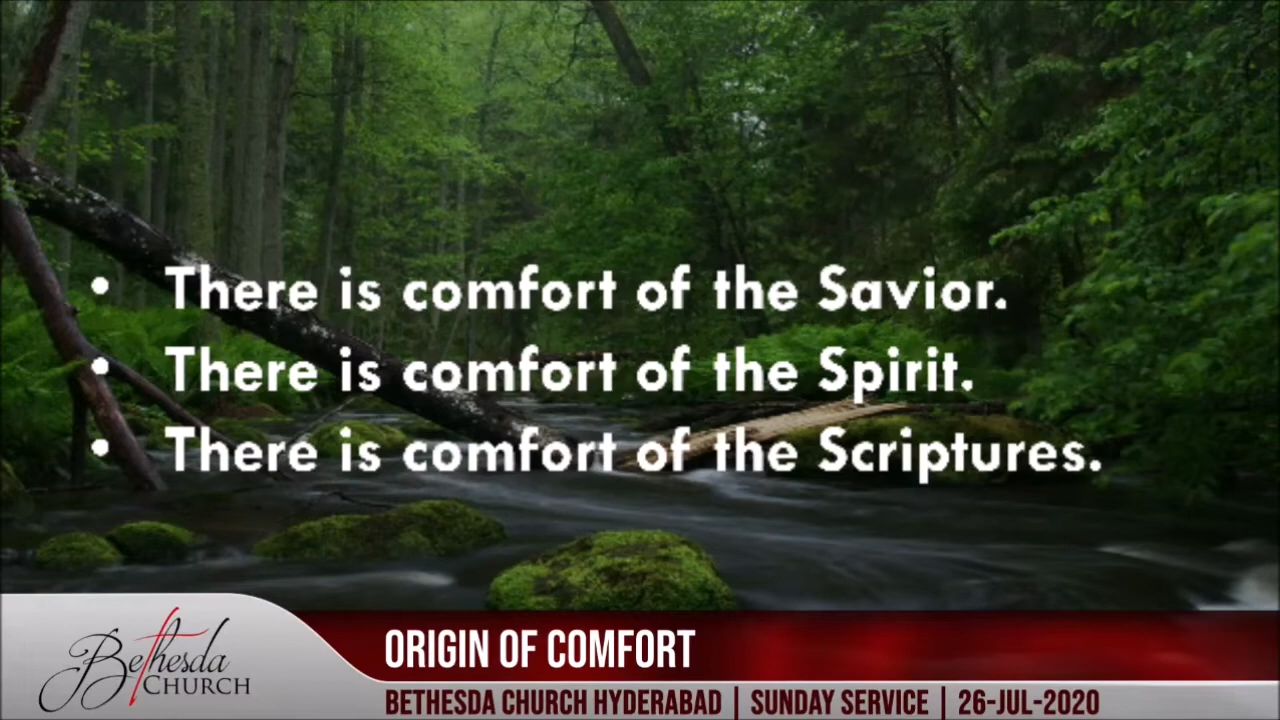 • There is comfort of the Savior.
• There is comfort of the Spirit.
• There is comfort of the Scriptures.
Bethesda
CHURCH
ORIGIN OF COMFORT
BETHESDA CHURCH HYDERABAD | SUNDAY SERVICE | 26-JUL-2020